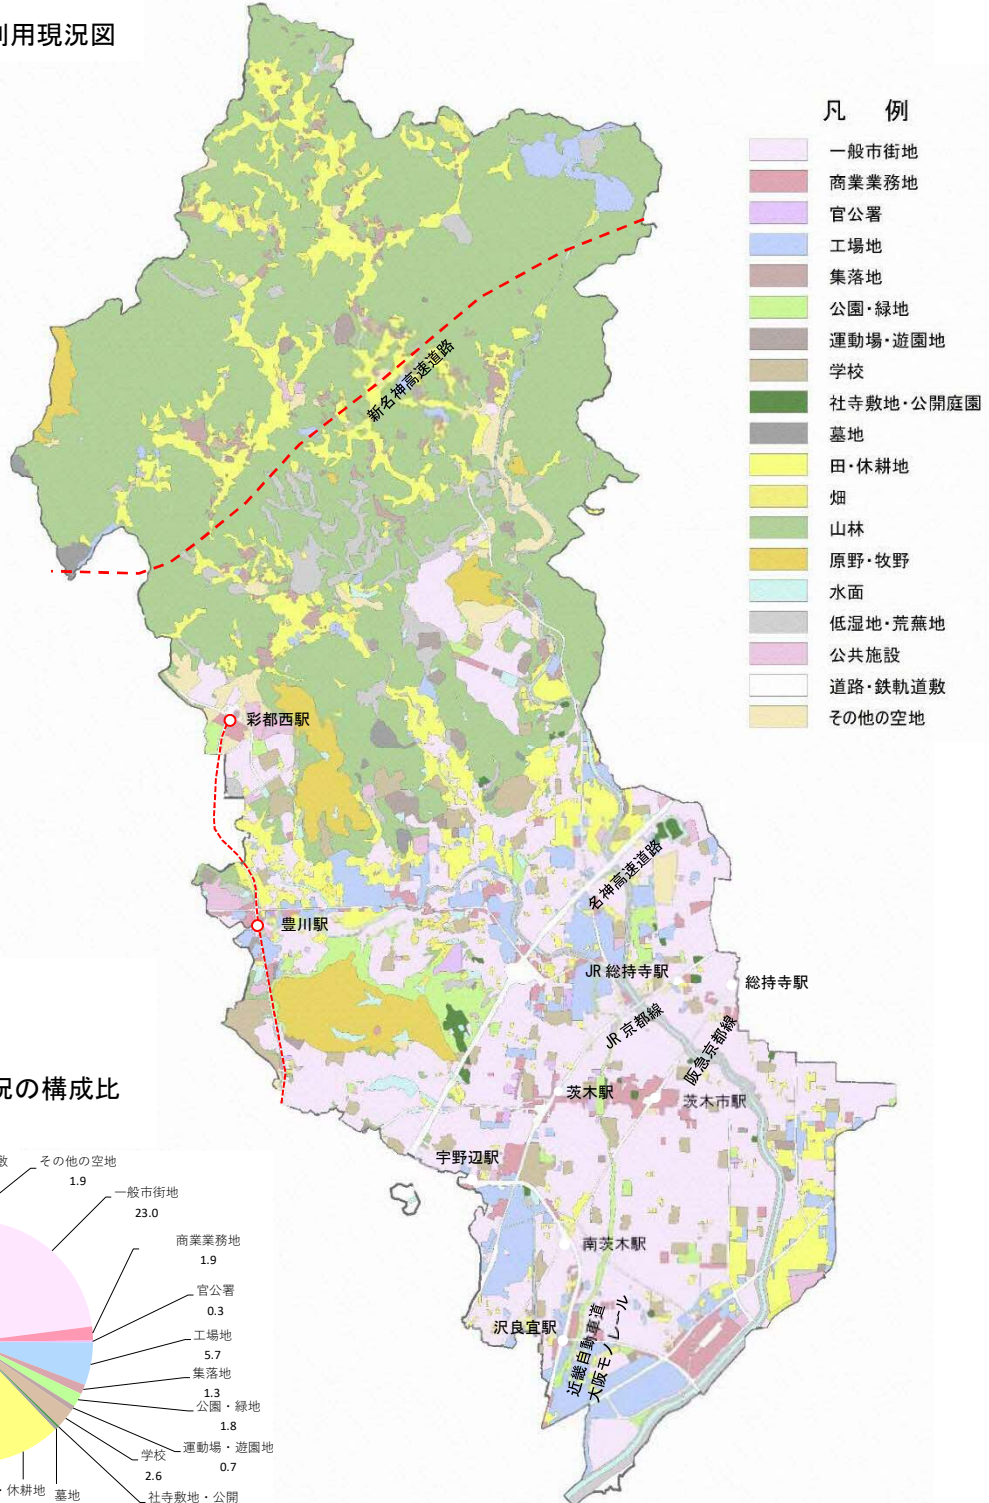 利用現況図
凡 例
一般市街地
商業業務地
官公署
工場地
集落地
公園・緑地
運動場・遊園地
学校
社寺敷地・公開庭園
墓地
田・休耕地
畑
山林
原野・牧野
水面
低湿地・荒蕪地
公共施設
道路・鉄軌道敷
その他の空地
新名神高速道路
彩都西駅
名神高速道路
豊川駅
JR 総持寺駅
総持寺駅
JR 京都線
阪急京都線
茨木駅
茨木市駅
宇野辺駅
南茨木駅
沢良宜駅
近畿自動車道
大阪モノレール
況の構成比
敷
その他の空地
1.9
一般市街地
23.0
商業業務地
1.9
官公署
0.3
工場地
5.7
集落地
1.3
公園・緑地
1.8
運動場・遊園地
0.7
学校
2.6
社寺敷地・公開
墓地
・休耕地